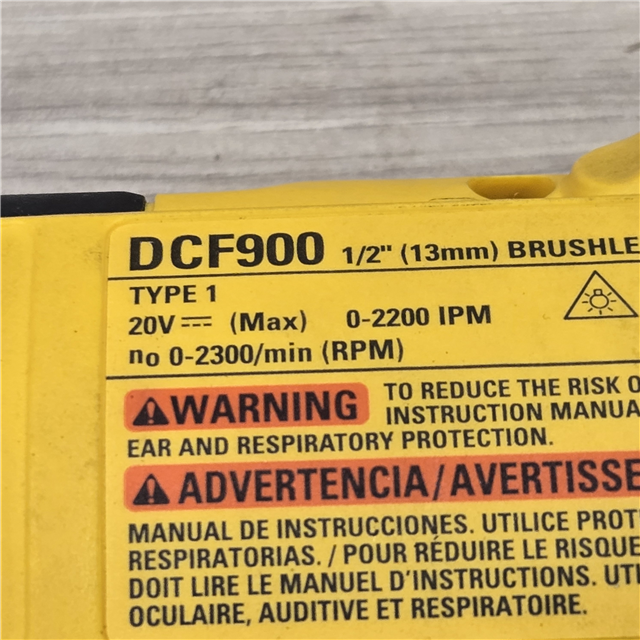 DCF900 1/2" (13mm) BRUSHLE
TYPE 1
20V⎓ (Max) 0-2200 IPM
no 0-2300/min (RPM)
WARNING TO REDUCE THE RISK O
INSTRUCTION MANUA
EAR AND RESPIRATORY PROTECTION.
ADVERTENCIA/AVERTISSE
MANUAL DE INSTRUCCIONES. UTILICE PROT
RESPIRATORIAS. / POUR RÉDUIRE LE RISQUE
DOIT LIRE LE MANUEL D'INSTRUCTIONS. UTI
OCULAIRE, AUDITIVE ET RESPIRATOIRE.